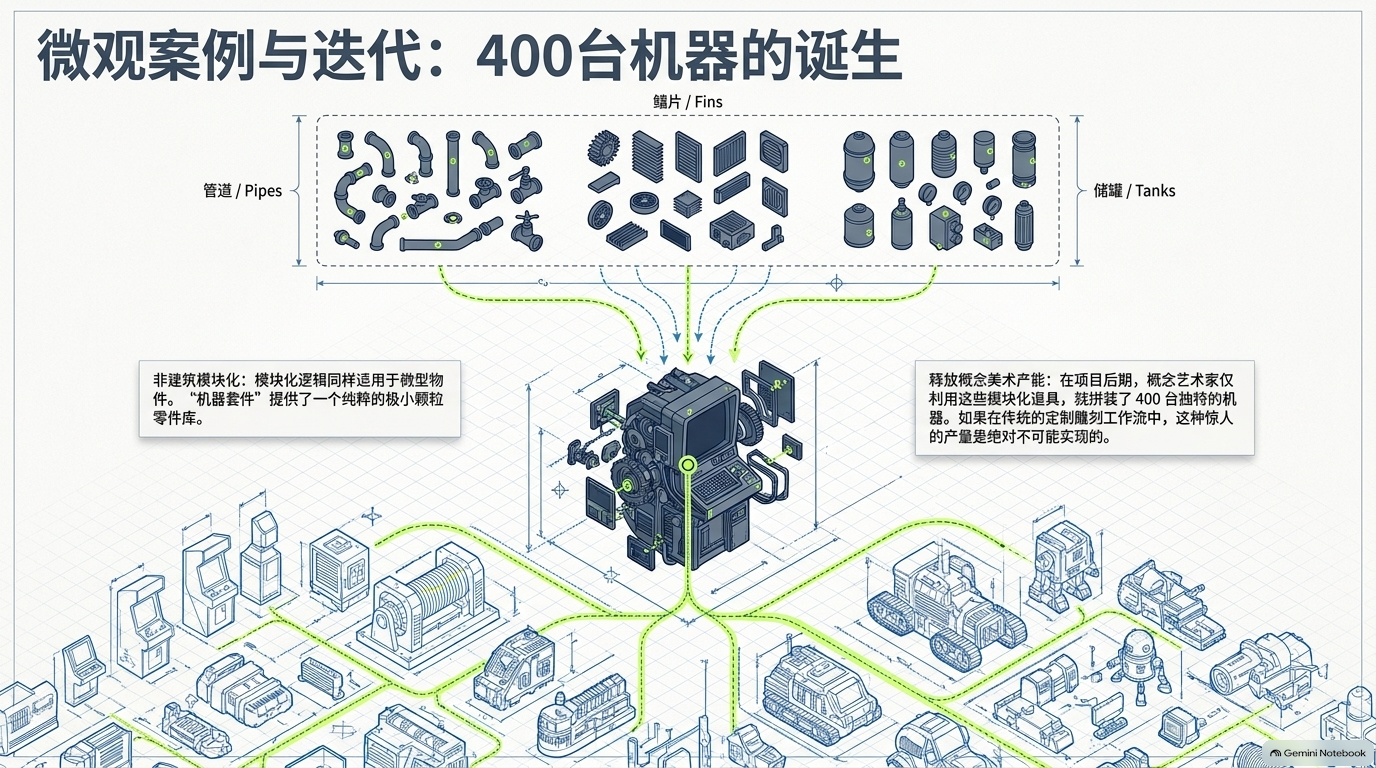 微观案例与迭代：400台机器的诞生
鳍片 / Fins
管道 / Pipes
储罐 / Tanks
非建筑模块化：模块化逻辑同样适用于微型物
件。“机器套件”提供了一个纯粹的极小颗粒
零件库。
释放概念美术产能：在项目后期，概念艺术家仅
利用这些模块化道具，就拼装了 400 台独特的机
器。如果在传统的定制雕刻工作流中，这种惊人
的产量是绝对不可能实现的。
Gemini Notebook